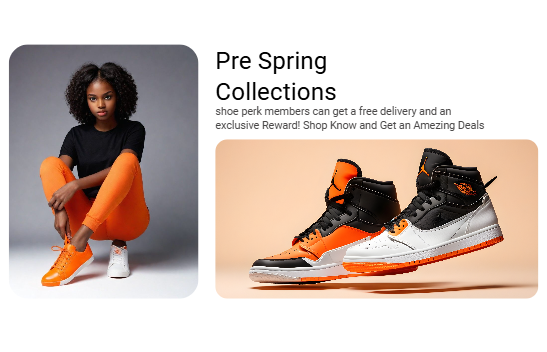 Pre Spring
Collections
shoe perk members can get a free delivery and an
exclusive Reward! Shop Know and Get an Amezing Deals